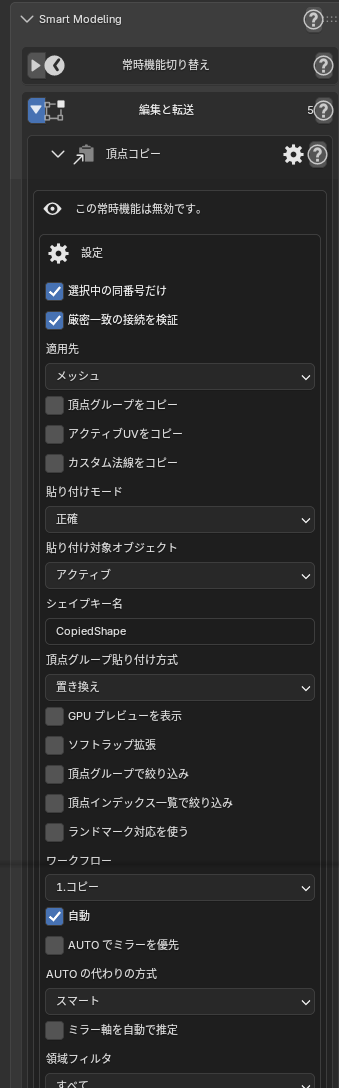 Smart Modeling
常時機能切り替え
編集と転送
5
頂点コピー
この常時機能は無効です。
設定
選択中の同番号だけ
厳密一致の接続を検証
適用先
メッシュ
頂点グループをコピー
アクティブUVをコピー
カスタム法線をコピー
貼り付けモード
正確
貼り付け対象オブジェクト
アクティブ
シェイプキー名
CopiedShape
頂点グループ貼り付け方式
置き換え
GPU プレビューを表示
ソフトラップ拡張
頂点グループで絞り込み
頂点インデックス一覧で絞り込み
ランドマーク対応を使う
ワークフロー
1.コピー
自動
AUTO でミラーを優先
AUTO の代わりの方式
スマート
ミラー軸を自動で推定
領域フィルタ
すべて